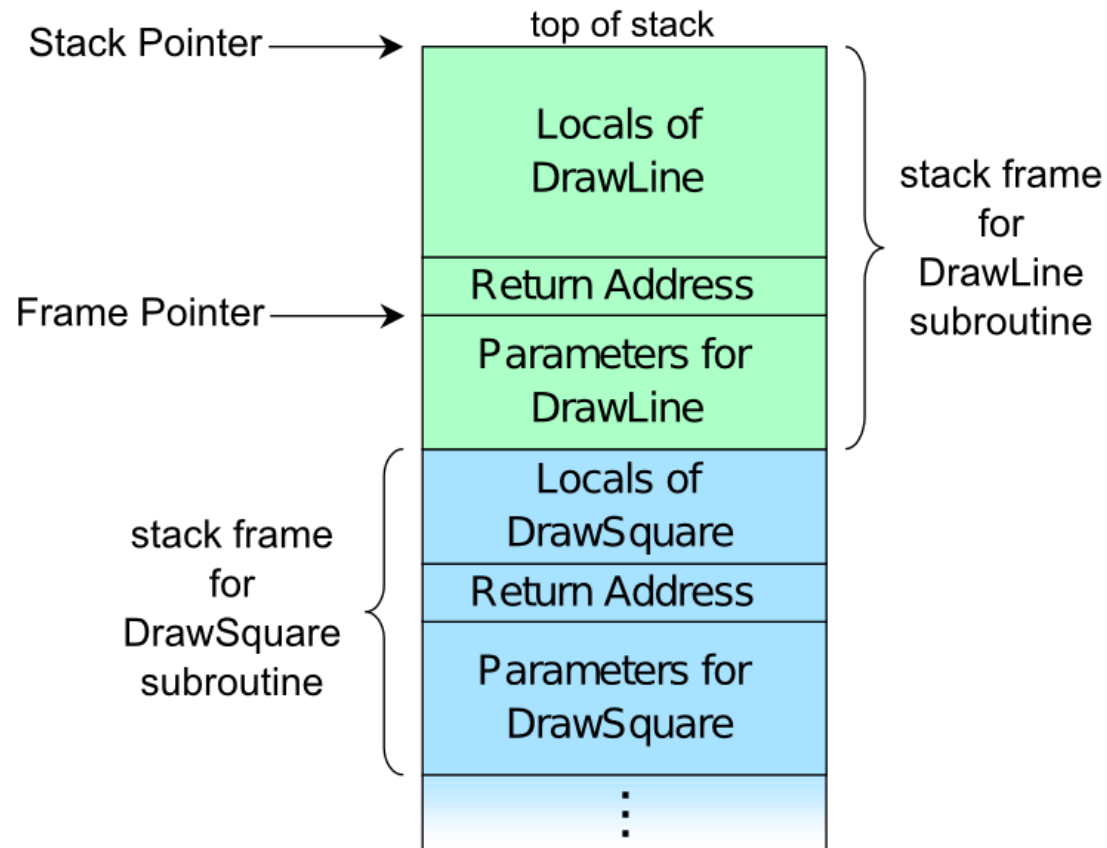 top of stack
Stack Pointer
Locals of
DrawLine
stack frame
for
DrawLine
subroutine
Return Address
Frame Pointer
Parameters for
DrawLine
Locals of
DrawSquare
stack frame
for
DrawSquare
subroutine
Return Address
Parameters for
DrawSquare